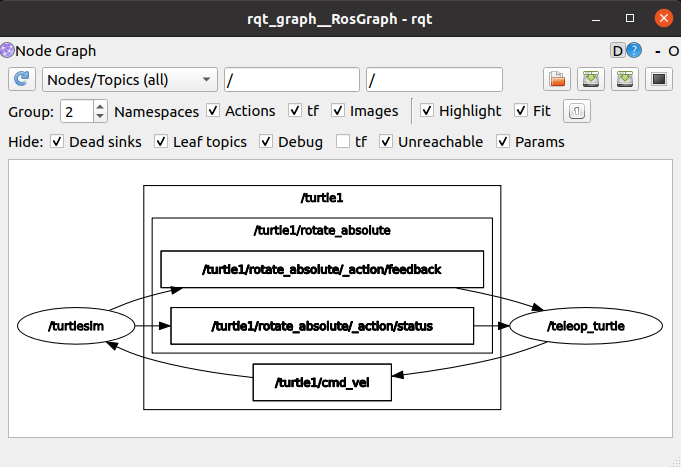 rqt_graph__RosGraph - rqt
Node Graph D ? - O
Nodes/Topics (all) / /
Group: 2 Namespaces Actions tf Images Highlight Fit
Hide: Dead sinks Leaf topics Debug tf Unreachable Params
/turtle1
/turtle1/rotate_absolute
/turtle1/rotate_absolute/_action/feedback
/turtlesim /turtle1/rotate_absolute/_action/status /teleop_turtle
/turtle1/cmd_vel